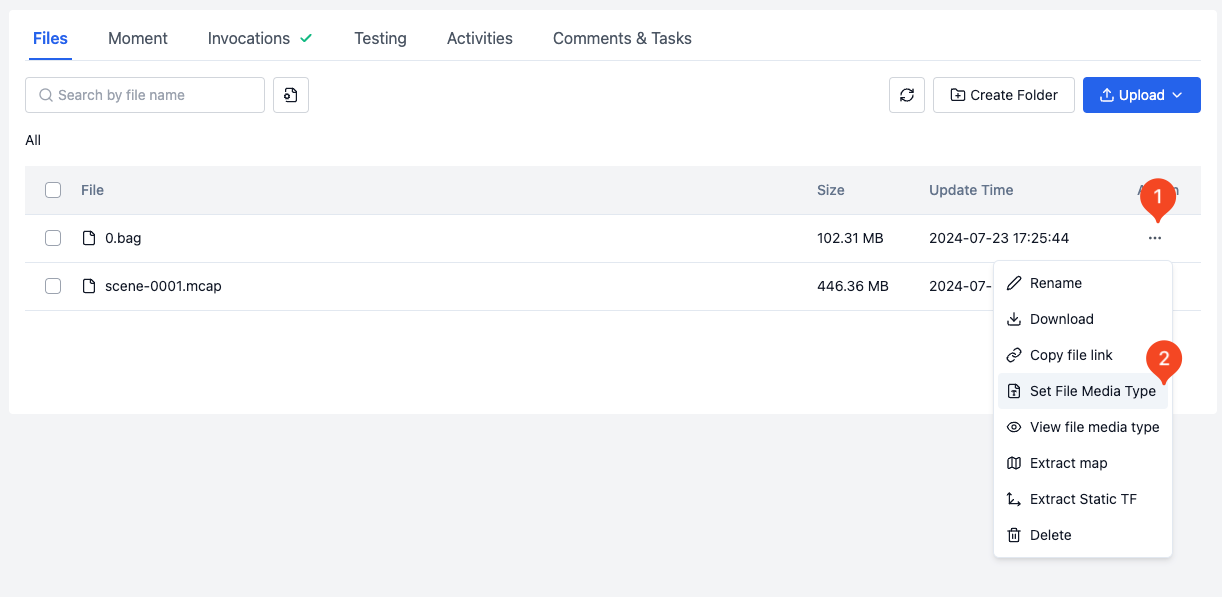 Files Moment Invocations Testing Activities Comments & Tasks
Search by file name Create Folder Upload
All
File Size Update Time
1
0.bag 102.31 MB 2024-07-23 17:25:44 ...
scene-0001.mcap 446.36 MB 2024-07-
Rename
Download
Copy file link
2
Set File Media Type
View file media type
Extract map
Extract Static TF
Delete